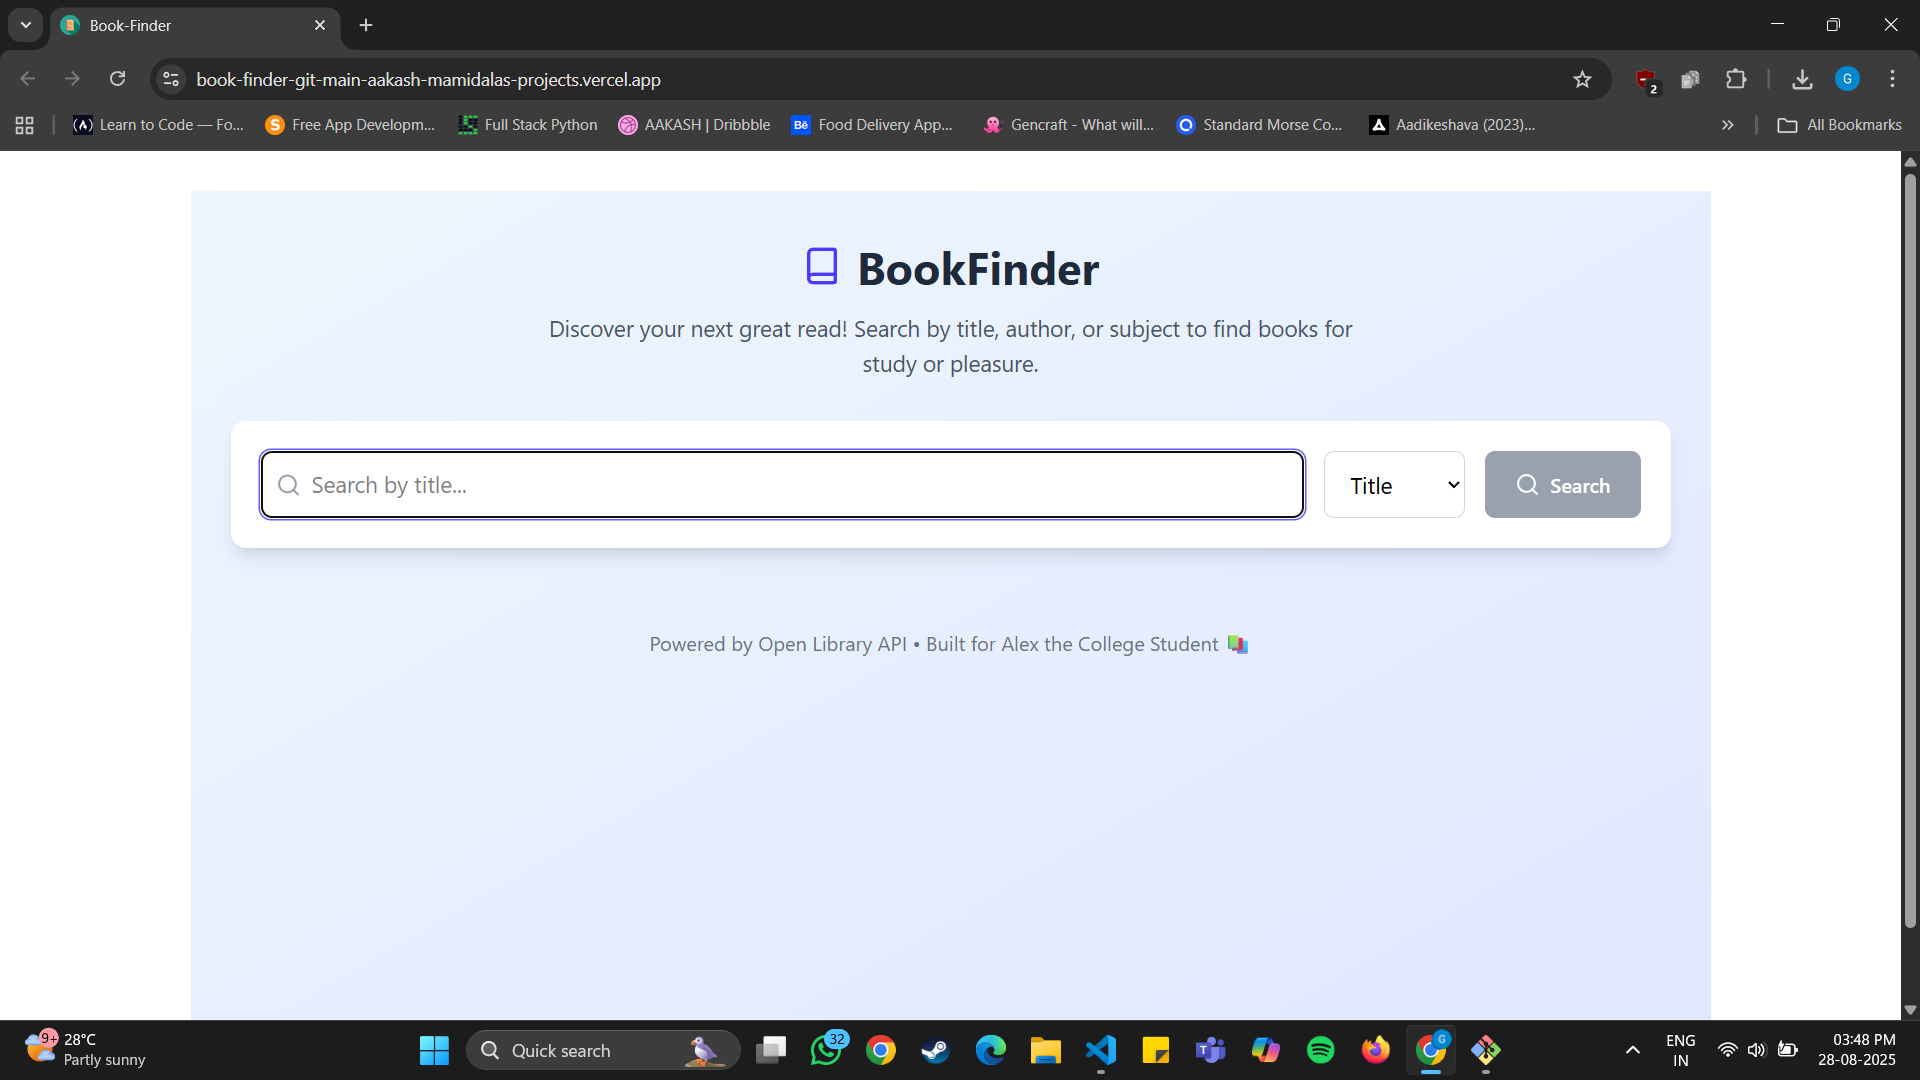 Book-Finder
book-finder-git-main-aakash-mamidalas-projects.vercel.app
2
G
Learn to Code — Fo...
Free App Developm...
Full Stack Python
AAKASH | Dribbble
Bē Food Delivery App...
Gencraft - What will...
Standard Morse Co...
Aadikeshava (2023)...
All Bookmarks
BookFinder
Discover your next great read! Search by title, author, or subject to find books for
study or pleasure.
Search by title...
Title
Search
Powered by Open Library API • Built for Alex the College Student
9+
28°C
Partly sunny
Quick search
32
G
ENG
IN
03:48 PM
28-08-2025